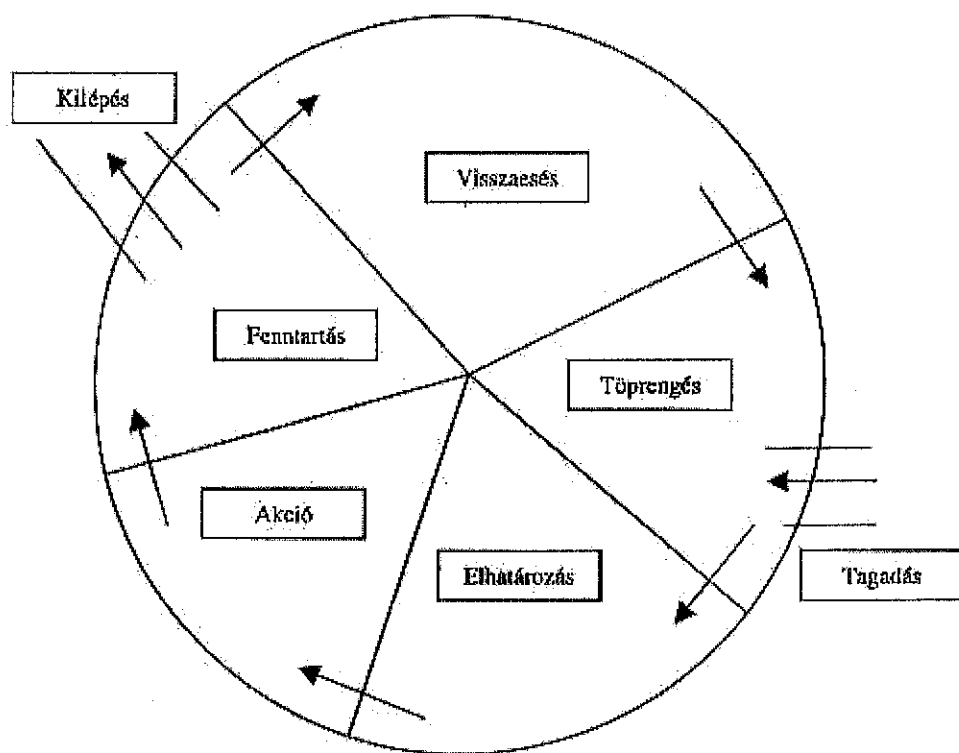 Kilépés
Visszaesés
Fenntartás
Töprengés
Akció
Elhatározás
Tagadás